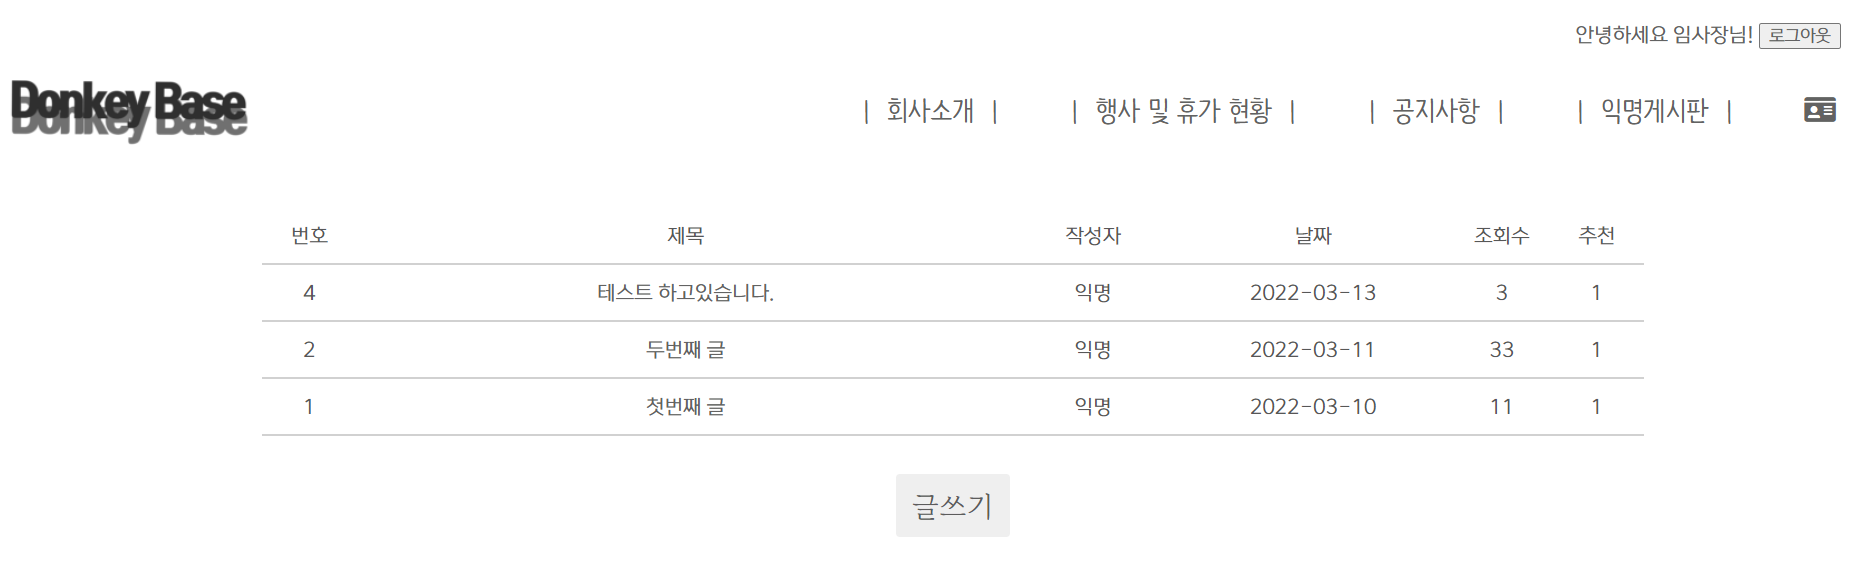 안녕하세요 임사장님! 로그아웃
Donkey Base
| 회사소개 | | 행사 및 휴가 현황 | | 공지사항 | | 익명게시판 |
번호 제목 작성자 날짜 조회수 추천
4 테스트 하고있습니다. 익명 2022-03-13 3 1
2 두번째 글 익명 2022-03-11 33 1
1 첫번째 글 익명 2022-03-10 11 1
글쓰기